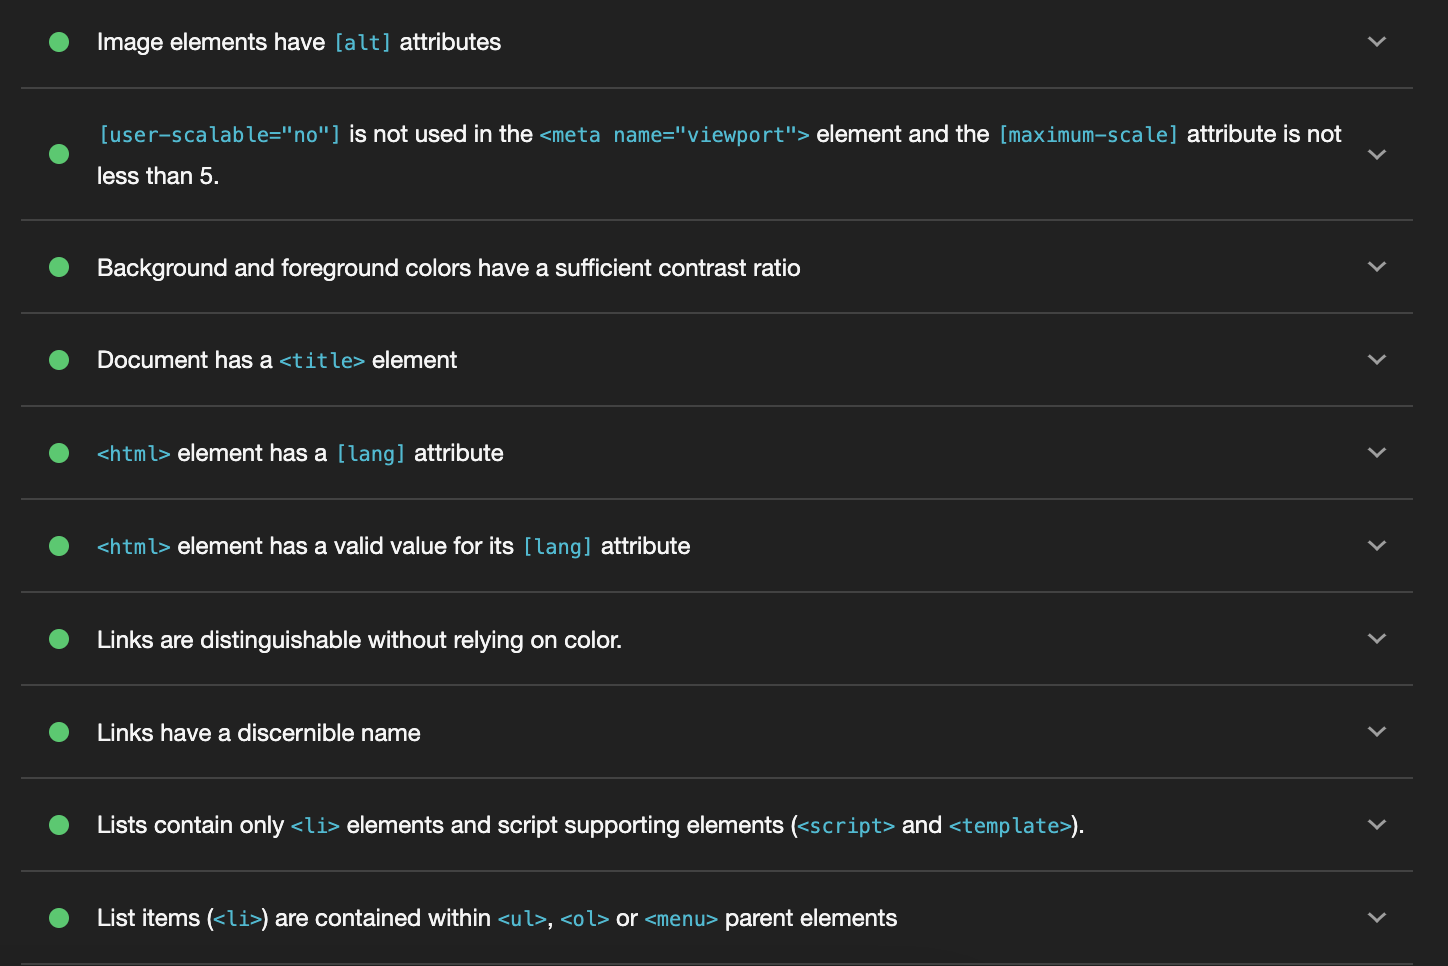 Image elements have [alt] attributes
[user-scalable="no"] is not used in the <meta name="viewport"> element and the [maximum-scale] attribute is not
less than 5.
Background and foreground colors have a sufficient contrast ratio
Document has a <title> element
<html> element has a [lang] attribute
<html> element has a valid value for its [lang] attribute
Links are distinguishable without relying on color.
Links have a discernible name
Lists contain only <li> elements and script supporting elements (<script> and <template>).
List items (<li>) are contained within <ul>, <ol> or <menu> parent elements